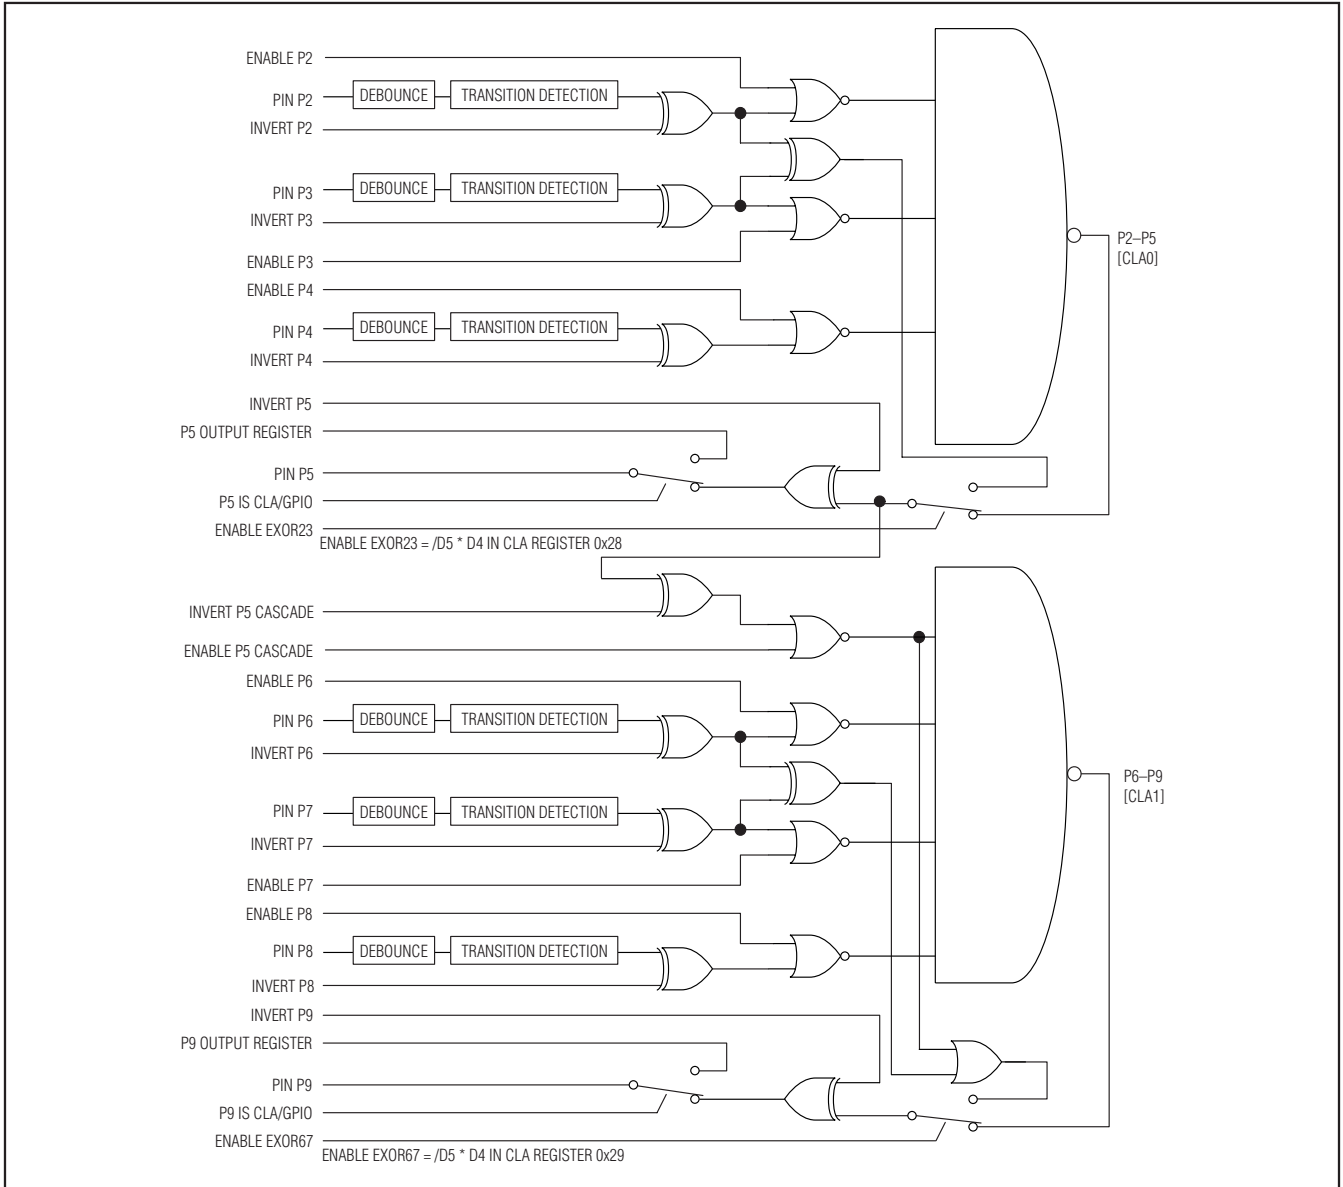 ENABLE P2
PIN P2 DEBOUNCE TRANSITION DETECTION
INVERT P2
PIN P3 DEBOUNCE TRANSITION DETECTION
INVERT P3
P2–P5
[CLA0]
ENABLE P3
ENABLE P4
PIN P4 DEBOUNCE TRANSITION DETECTION
INVERT P4
INVERT P5
P5 OUTPUT REGISTER
PIN P5
P5 IS CLA/GPIO
ENABLE EXOR23
ENABLE EXOR23 = /D5 * D4 IN CLA REGISTER 0x28
INVERT P5 CASCADE
ENABLE P5 CASCADE
ENABLE P6
PIN P6 DEBOUNCE TRANSITION DETECTION
INVERT P6
P6–P9
[CLA1]
PIN P7 DEBOUNCE TRANSITION DETECTION
INVERT P7
ENABLE P7
ENABLE P8
PIN P8 DEBOUNCE TRANSITION DETECTION
INVERT P8
INVERT P9
P9 OUTPUT REGISTER
PIN P9
P9 IS CLA/GPIO
ENABLE EXOR67
ENABLE EXOR67 = /D5 * D4 IN CLA REGISTER 0x29